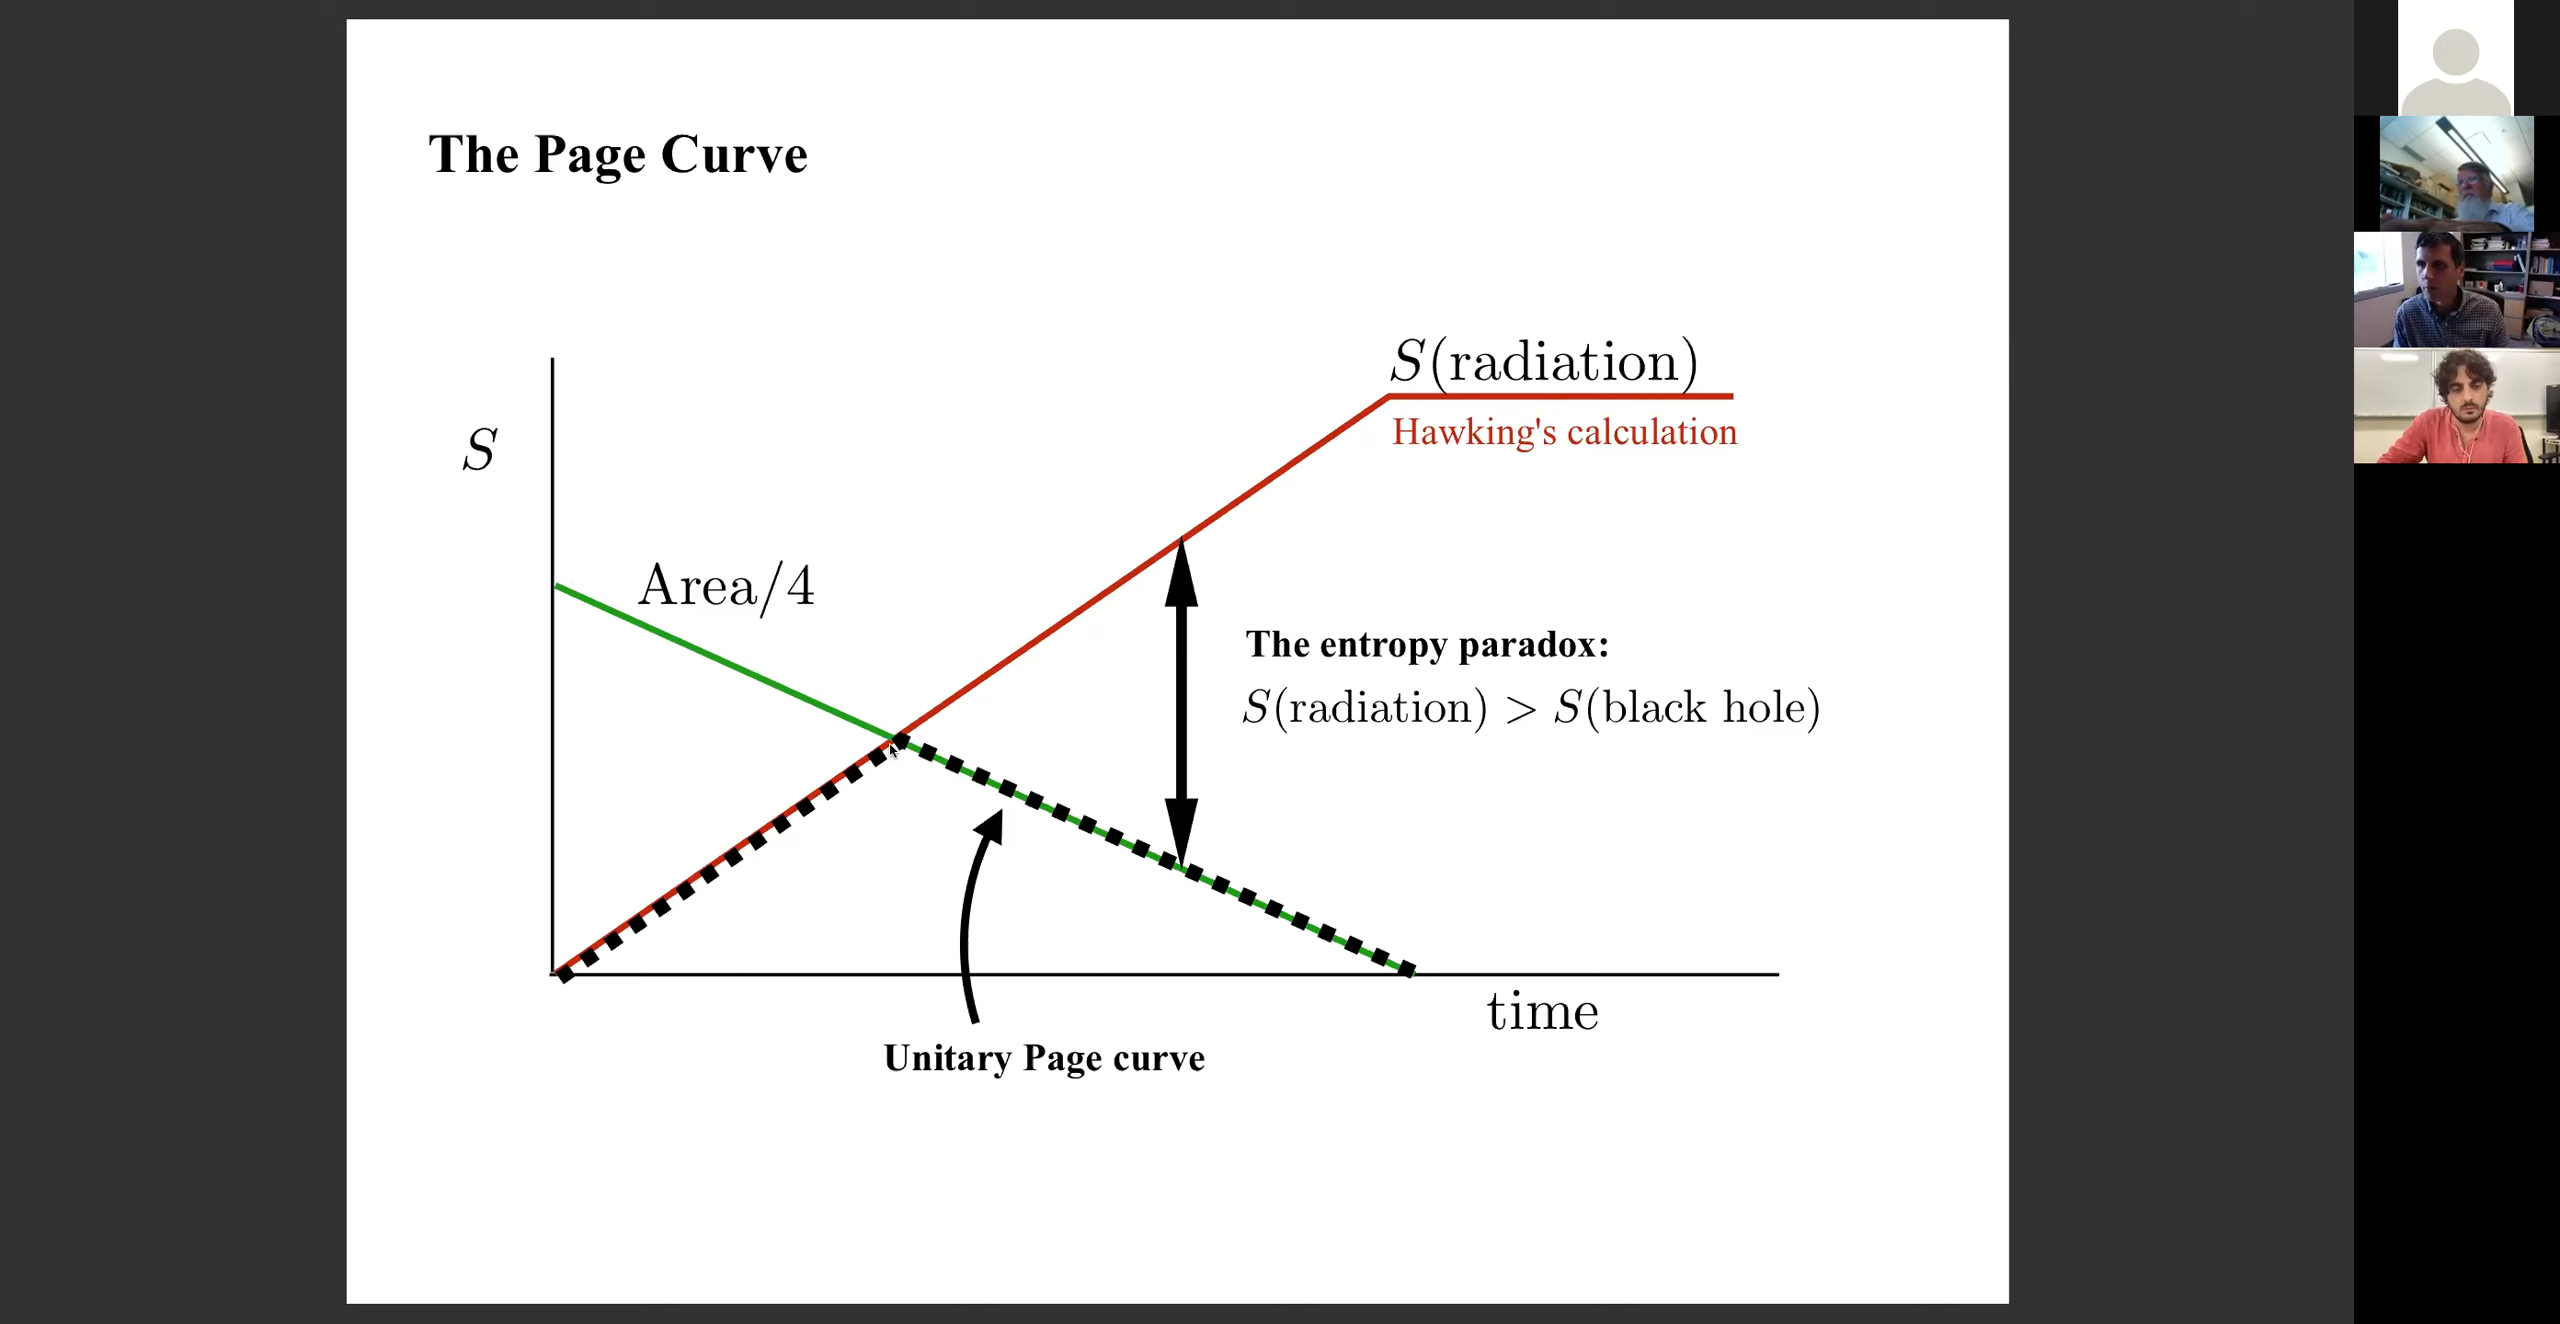 The Page Curve
S(radiation)
Hawking's calculation
S
Area/4
The entropy paradox:
S(radiation) > S(black hole)
time
Unitary Page curve